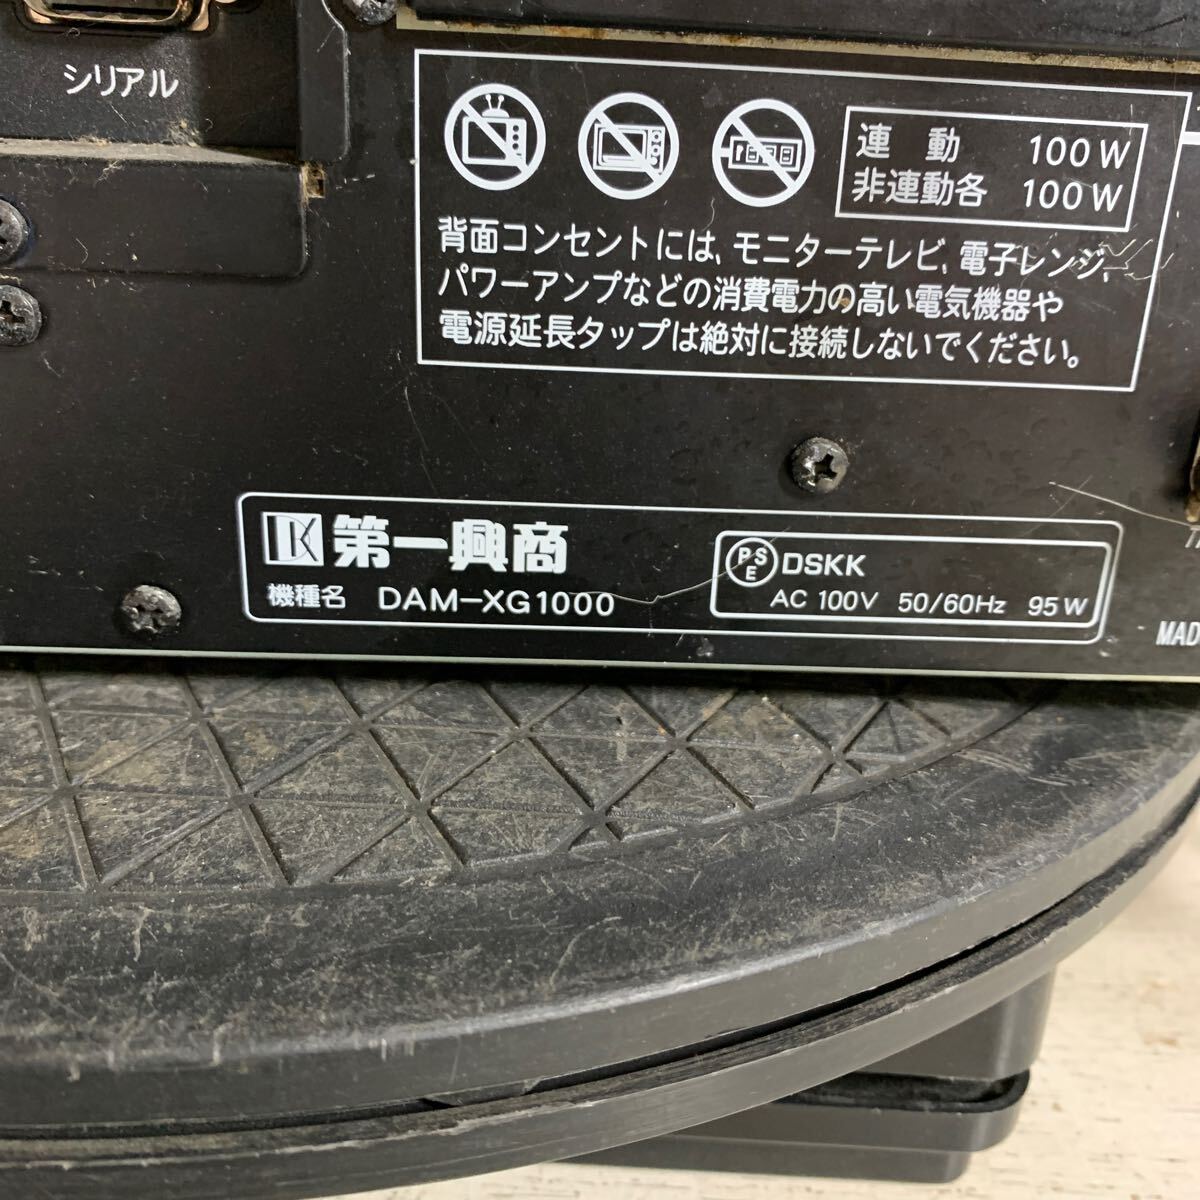 シリアル
連動 100W
非連動各 100W
背面コンセントには、モニターテレビ、電子レンジ、
パワーアンプなどの消費電力の高い電気機器や
電源延長タップは絶対に接続しないでください。
DK 第一興商
機種名 DAM-XG1000
PSE DSKK
AC 100V 50/60Hz 95W
MAD